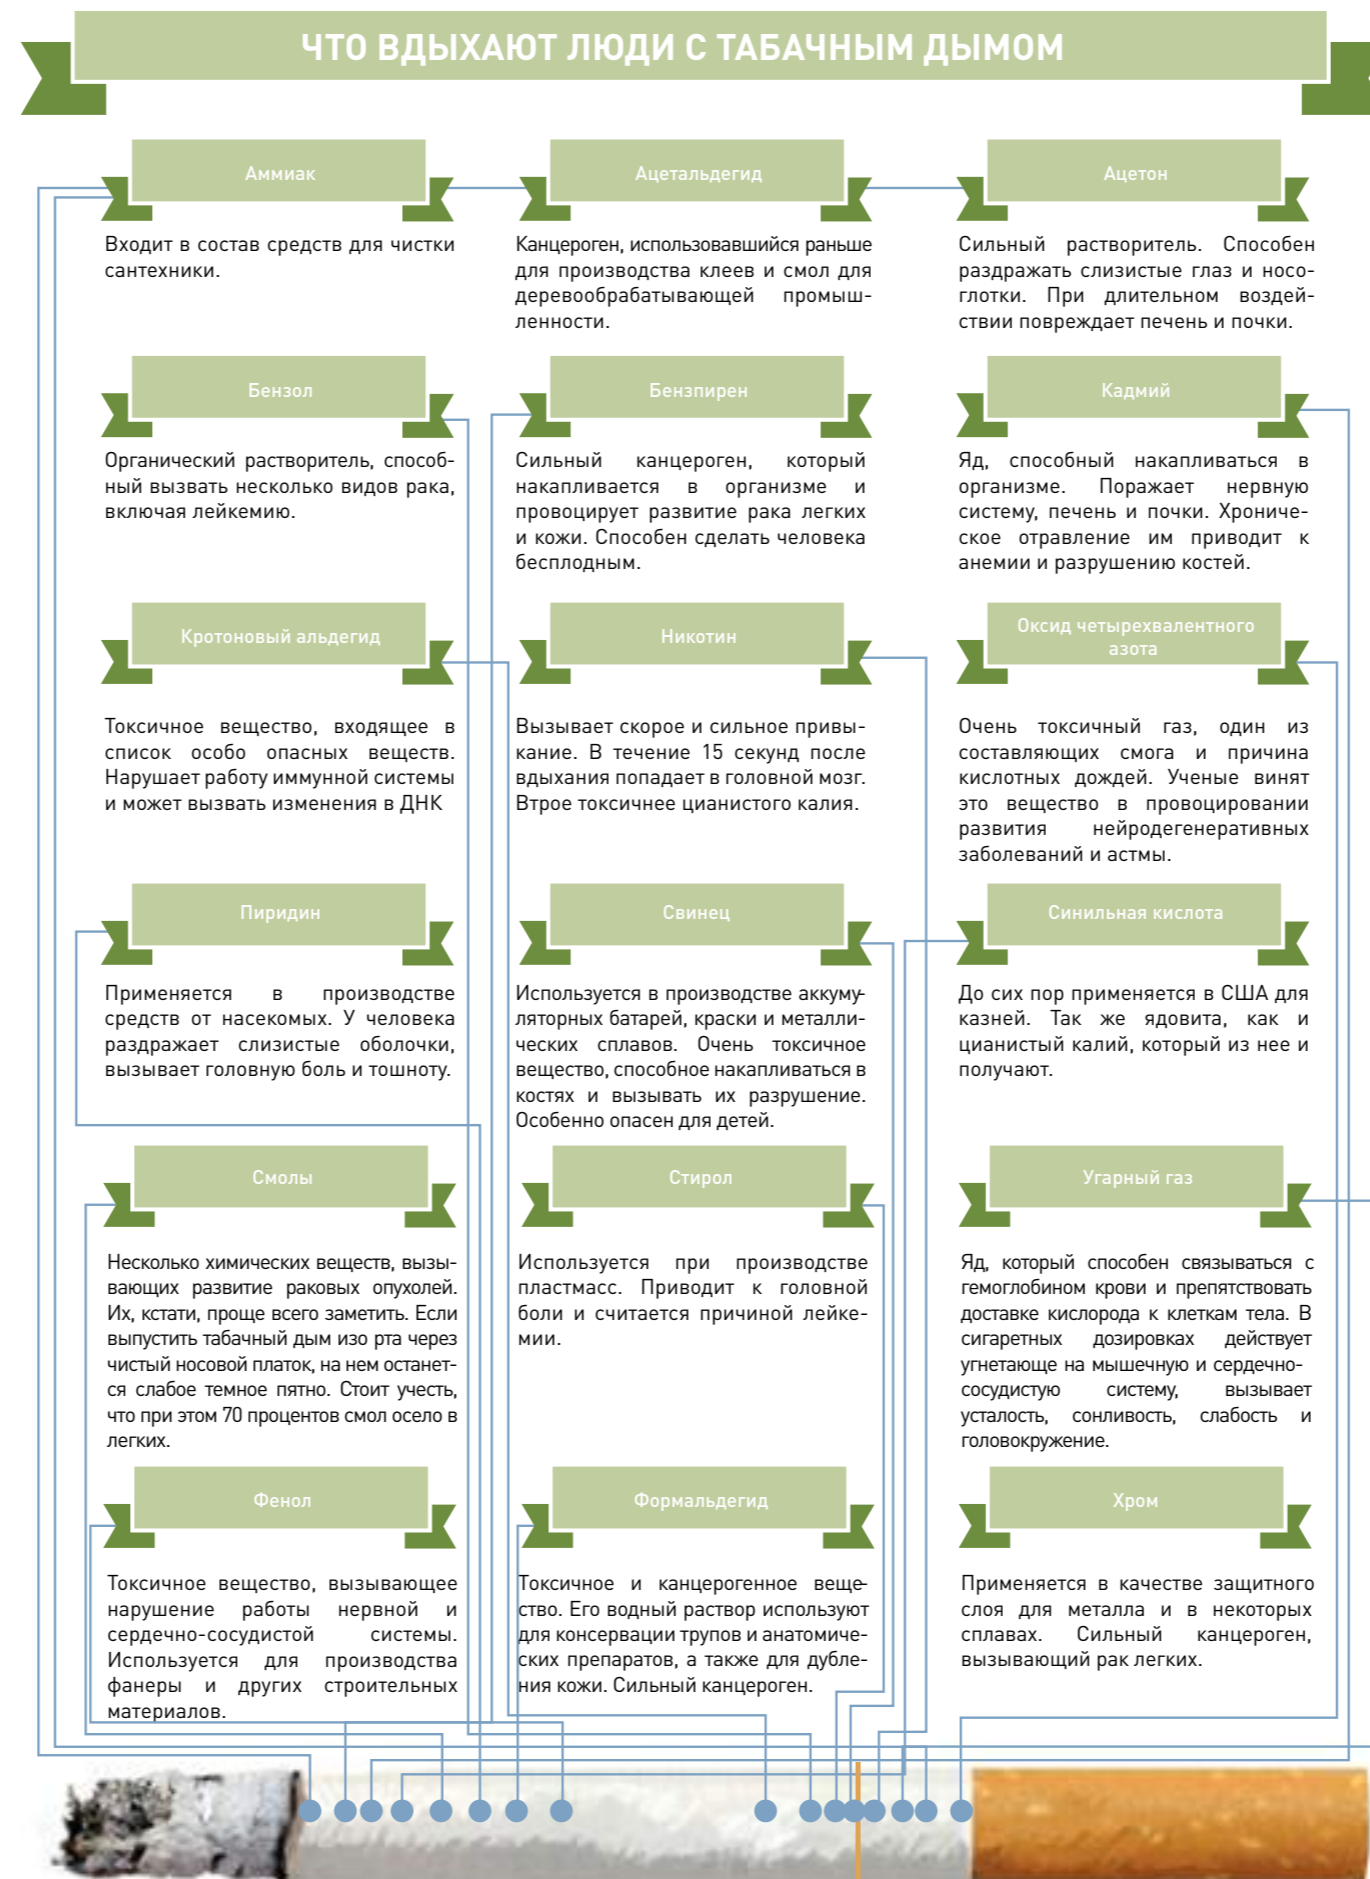 ЧТО ВДЫХАЮТ ЛЮДИ С ТАБАЧНЫМ ДЫМОМ
Аммиак
Входит в состав средств для чистки
сантехники.
Ацетальдегид
Канцероген, использовавшийся раньше
для производства клеев и смол для
деревообрабатывающей промыш-
ленности.
Ацетон
Сильный растворитель. Способен
раздражать слизистые глаз и носо-
глотки. При длительном воздей-
ствии повреждает печень и почки.
Бензол
Органический растворитель, способ-
ный вызвать несколько видов рака,
включая лейкемию.
Бензпирен
Сильный канцероген, который
накапливается в организме и
провоцирует развитие рака легких
и кожи. Способен сделать человека
бесплодным.
Кадмий
Яд, способный накапливаться в
организме. Поражает нервную
систему, печень и почки. Хрониче-
ское отравление им приводит к
анемии и разрушению костей.
Кротоновый альдегид
Токсичное вещество, входящее в
список особо опасных веществ.
Нарушает работу иммунной системы
и может вызвать изменения в ДНК
Никотин
Вызывает скорое и сильное привы-
кание. В течение 15 секунд после
вдыхания попадает в головной мозг.
Втрое токсичнее цианистого калия.
Оксид четырехвалентного
азота
Очень токсичный газ, один из
составляющих смога и причина
кислотных дождей. Ученые винят
это вещество в провоцировании
развития нейродегенеративных
заболеваний и астмы.
Пиридин
Применяется в производстве
средств от насекомых. У человека
раздражает слизистые оболочки,
вызывает головную боль и тошноту.
Свинец
Используется в производстве аккуму-
ляторных батарей, краски и металли-
ческих сплавов. Очень токсичное
вещество, способное накапливаться в
костях и вызывать их разрушение.
Особенно опасен для детей.
Синильная кислота
До сих пор применяется в США для
казней. Так же ядовита, как и
цианистый калий, который из нее и
получают.
Смолы
Несколько химических веществ, вызы-
вающих развитие раковых опухолей.
Их, кстати, проще всего заметить. Если
выпустить табачный дым изо рта через
чистый носовой платок, на нем останет-
ся слабое темное пятно. Стоит учесть,
что при этом 70 процентов смол осело в
легких.
Стирол
Используется при производстве
пластмасс. Приводит к головной
боли и считается причиной лейке-
мии.
Угарный газ
Яд, который способен связываться с
гемоглобином крови и препятствовать
доставке кислорода к клеткам тела. В
сигаретных дозировках действует
угнетающе на мышечную и сердечно-
сосудистую систему, вызывает
усталость, сонливость, слабость и
головокружение.
Фенол
Токсичное вещество, вызывающее
нарушение работы нервной и
сердечно-сосудистой системы.
Используется для производства
фанеры и других строительных
материалов.
Формальдегид
Токсичное и канцерогенное веще-
ство. Его водный раствор используют
для консервации трупов и анатомиче-
ских препаратов, а также для дубле-
ния кожи. Сильный канцероген.
Хром
Применяется в качестве защитного
слоя для металла и в некоторых
сплавах. Сильный канцероген,
вызывающий рак легких.